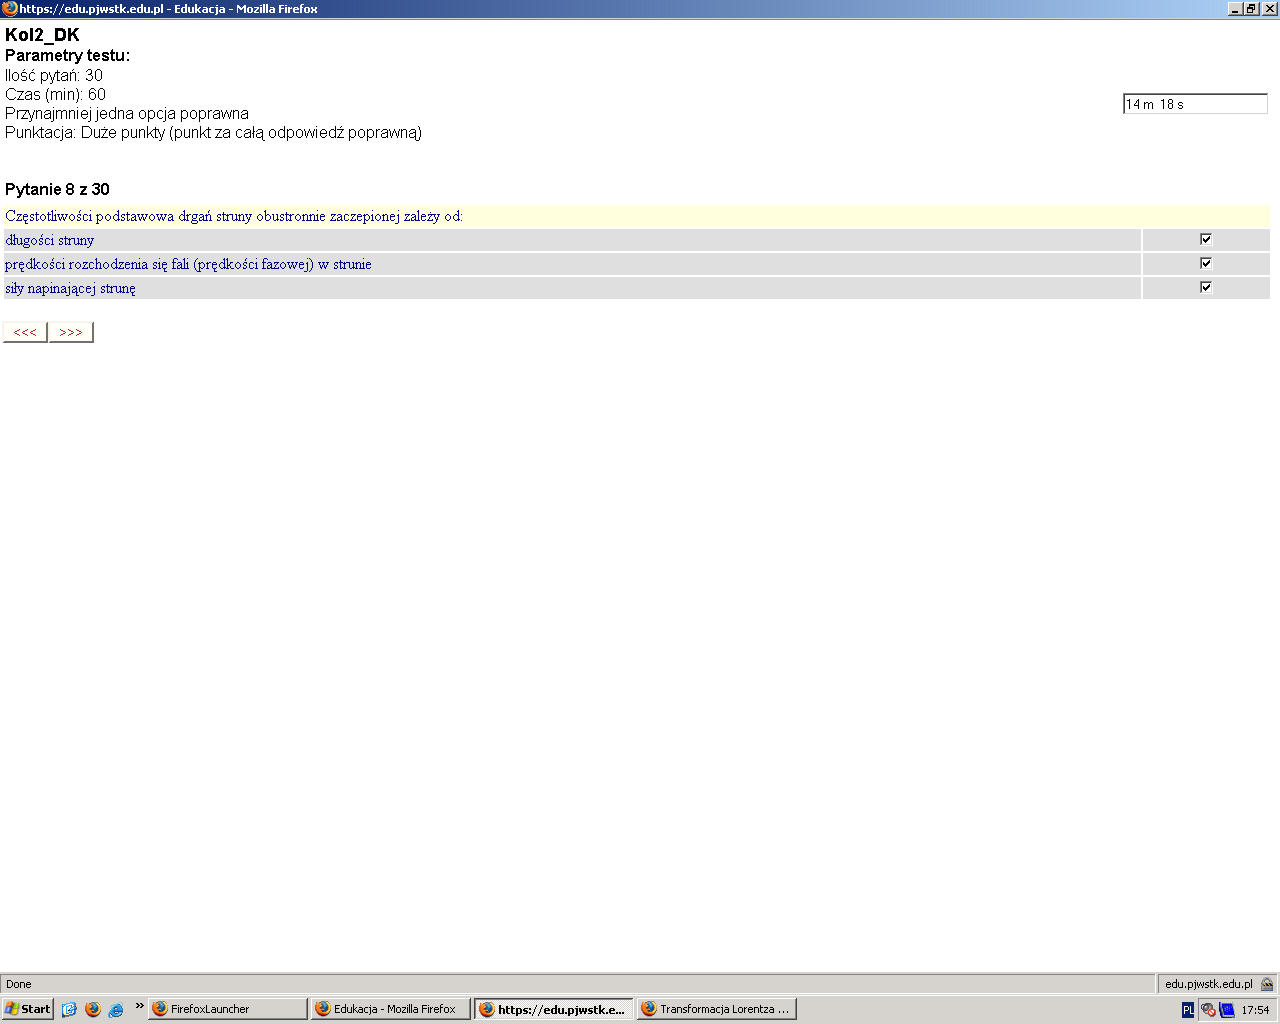 https://edu.pjwstk.edu.pl - Edukacja - Mozilla Firefox
Kol2_DK
Parametry testu:
Ilość pytań: 30
Czas (min): 60
Przynajmniej jedna opcja poprawna
Punktacja: Duże punkty (punkt za całą odpowiedź poprawną)
14 m 18 s
Pytanie 8 z 30
Częstotliwości podstawowa drgań struny obustronnie zaczepionej zależy od:
długości struny
prędkości rozchodzenia się fali (prędkości fazowej) w strunie
siły napinającej strunę
<<< >>>
Done edu.pjwstk.edu.pl
Start » FirefoxLauncher Edukacja - Mozilla Firefox https://edu.pjwstk.e... Transformacja Lorentza ... PL 17:54